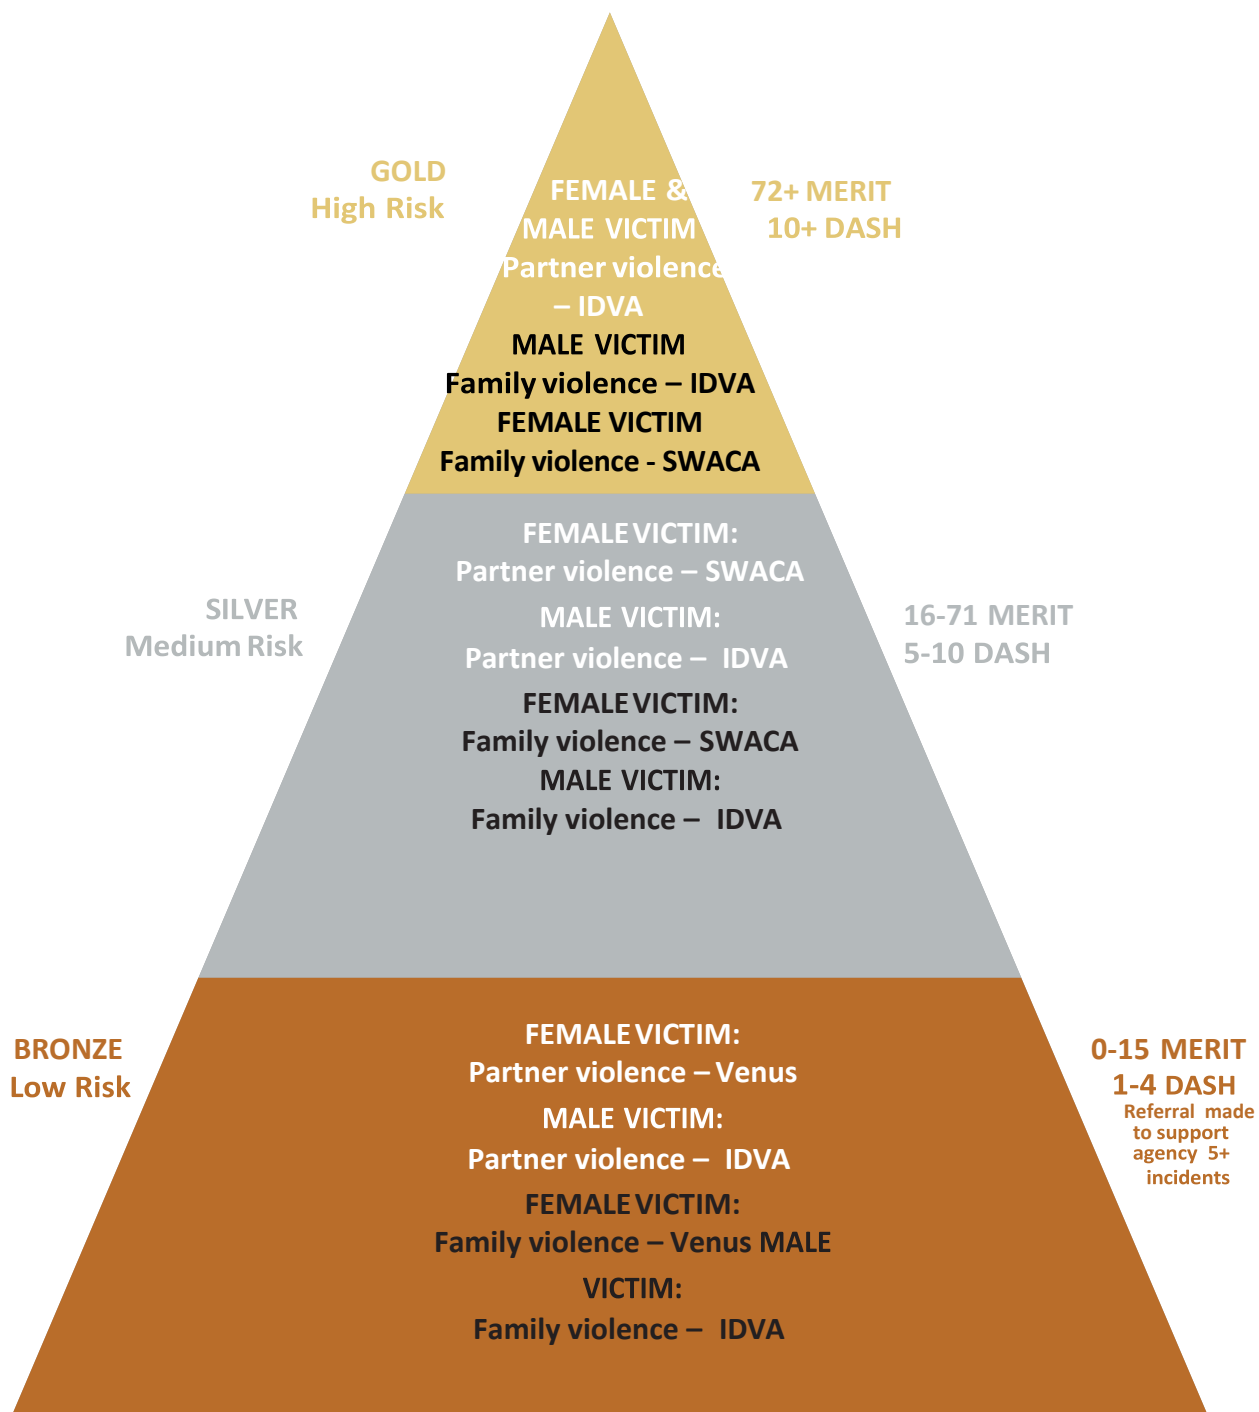 GOLD
High Risk
FEMALE &
MALE VICTIM
Partner violence
– IDVA
MALE VICTIM
Family violence – IDVA
FEMALE VICTIM
Family violence - SWACA
72+ MERIT
10+ DASH
SILVER
Medium Risk
FEMALE VICTIM:
Partner violence – SWACA
MALE VICTIM:
Partner violence – IDVA
FEMALE VICTIM:
Family violence – SWACA
MALE VICTIM:
Family violence – IDVA
16-71 MERIT
5-10 DASH
BRONZE
Low Risk
FEMALE VICTIM:
Partner violence – Venus
MALE VICTIM:
Partner violence – IDVA
FEMALE VICTIM:
Family violence – Venus MALE
VICTIM:
Family violence – IDVA
0-15 MERIT
1-4 DASH
Referral made
to support
agency 5+
incidents